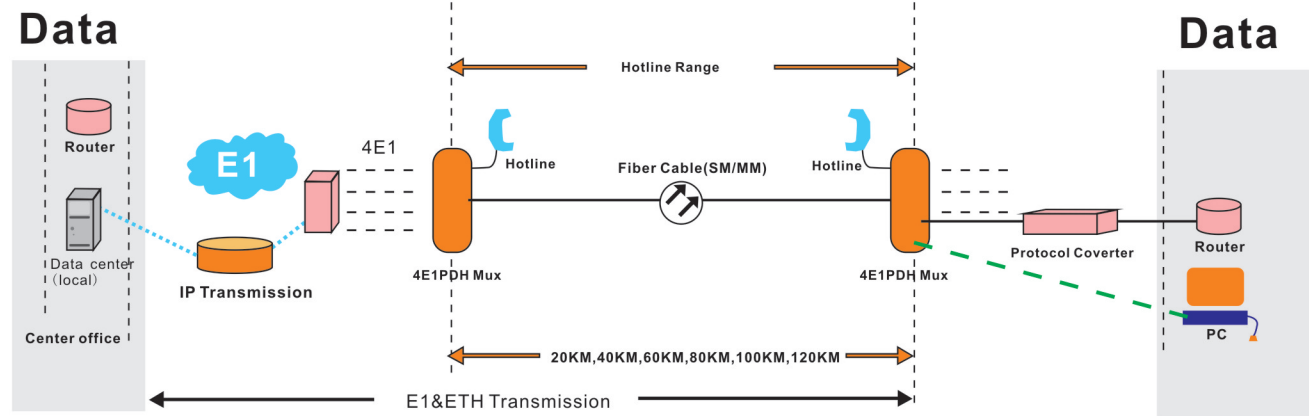 Data
Data
Hotline Range
Router
E1
4E1
Hotline
Fiber Cable(SM/MM)
Hotline
Data center
(local)
IP Transmission
4E1PDH Mux
4E1PDH Mux
Protocol Coverter
Router
Center office
PC
20KM,40KM,60KM,80KM,100KM,120KM
E1&ETH Transmission